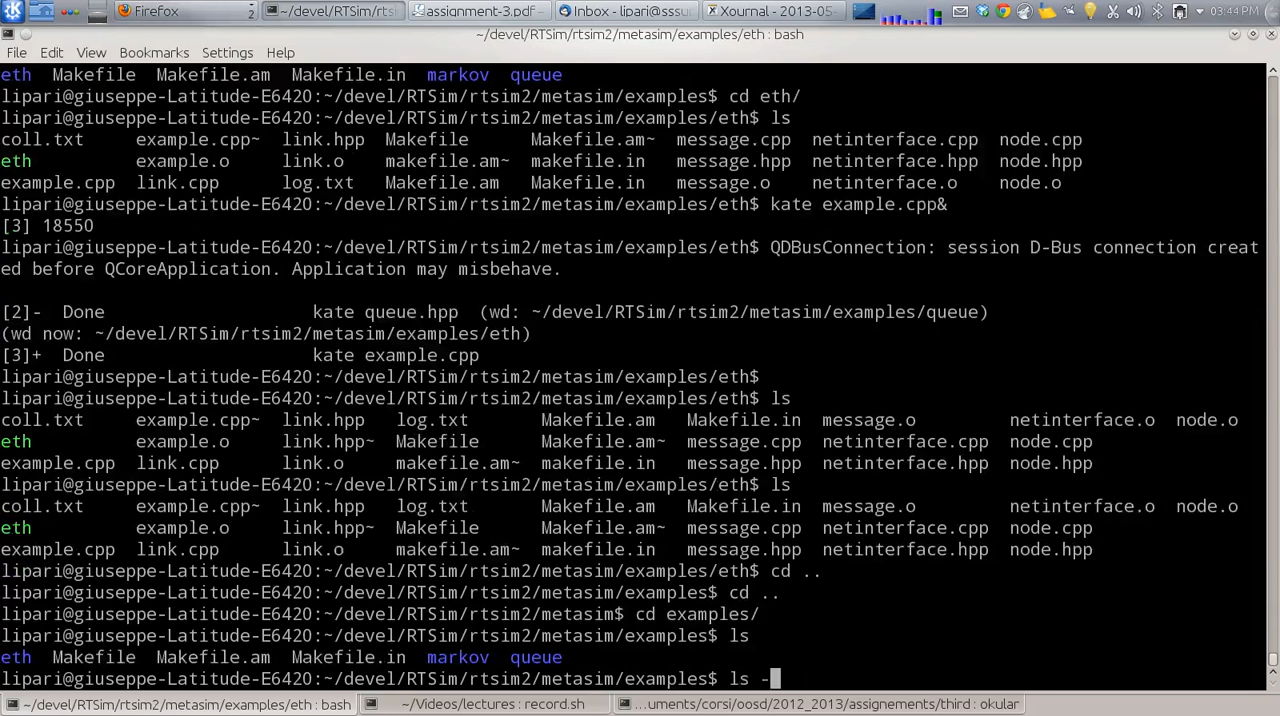 Firefox 2 ~/devel/RTSim/rts assignment-3.pdf Inbox - lipari@sssu Xournal - 2013-05- 03:44 PM
~/devel/RTSim/rtsim2/metasim/examples/eth : bash
File Edit View Bookmarks Settings Help
eth Makefile Makefile.am Makefile.in markov queue
lipari@giuseppe-Latitude-E6420:~/devel/RTSim/rtsim2/metasim/examples$ cd eth/
lipari@giuseppe-Latitude-E6420:~/devel/RTSim/rtsim2/metasim/examples/eth$ ls
coll.txt example.cpp~ link.hpp Makefile Makefile.am~ message.cpp netinterface.cpp node.cpp
eth example.o link.o makefile.am~ makefile.in message.hpp netinterface.hpp node.hpp
example.cpp link.cpp log.txt Makefile.am Makefile.in message.o netinterface.o node.o
lipari@giuseppe-Latitude-E6420:~/devel/RTSim/rtsim2/metasim/examples/eth$ kate example.cpp&
[3] 18550
lipari@giuseppe-Latitude-E6420:~/devel/RTSim/rtsim2/metasim/examples/eth$ QDBusConnection: session D-Bus connection creat
ed before QCoreApplication. Application may misbehave.
[2]- Done kate queue.hpp (wd: ~/devel/RTSim/rtsim2/metasim/examples/queue)
(wd now: ~/devel/RTSim/rtsim2/metasim/examples/eth)
[3]+ Done kate example.cpp
lipari@giuseppe-Latitude-E6420:~/devel/RTSim/rtsim2/metasim/examples/eth$
lipari@giuseppe-Latitude-E6420:~/devel/RTSim/rtsim2/metasim/examples/eth$ ls
coll.txt example.cpp~ link.hpp log.txt Makefile.am Makefile.in message.o netinterface.o node.o
eth example.o link.hpp~ Makefile Makefile.am~ message.cpp netinterface.cpp node.cpp
example.cpp link.cpp link.o makefile.am~ makefile.in message.hpp netinterface.hpp node.hpp
lipari@giuseppe-Latitude-E6420:~/devel/RTSim/rtsim2/metasim/examples/eth$ ls
coll.txt example.cpp~ link.hpp log.txt Makefile.am Makefile.in message.o netinterface.o node.o
eth example.o link.hpp~ Makefile Makefile.am~ message.cpp netinterface.cpp node.cpp
example.cpp link.cpp link.o makefile.am~ makefile.in message.hpp netinterface.hpp node.hpp
lipari@giuseppe-Latitude-E6420:~/devel/RTSim/rtsim2/metasim/examples/eth$ cd ..
lipari@giuseppe-Latitude-E6420:~/devel/RTSim/rtsim2/metasim/examples$ cd ..
lipari@giuseppe-Latitude-E6420:~/devel/RTSim/rtsim2/metasim$ cd examples/
lipari@giuseppe-Latitude-E6420:~/devel/RTSim/rtsim2/metasim/examples$ ls
eth Makefile Makefile.am Makefile.in markov queue
lipari@giuseppe-Latitude-E6420:~/devel/RTSim/rtsim2/metasim/examples$ ls -
~/devel/RTSim/rtsim2/metasim/examples/eth : bash ~/Videos/lectures : record.sh ...uments/corsi/oosd/2012_2013/assignements/third : okular